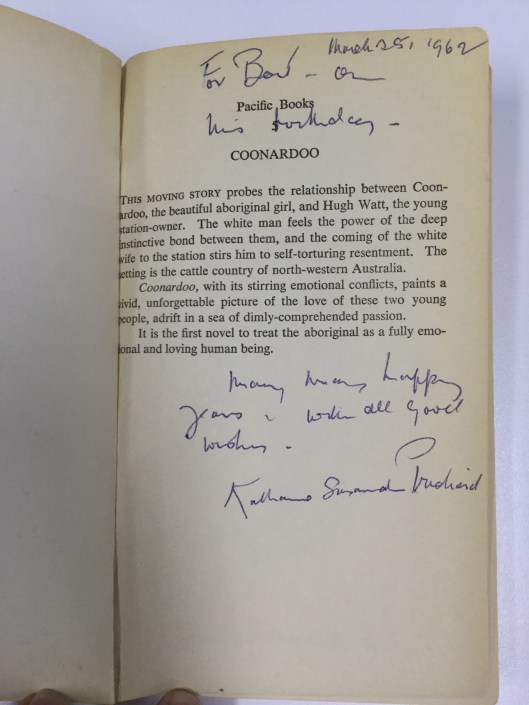 March 25, 1962
For Bert - on
Pacific Books
his birthday -
COONARDOO
THIS MOVING STORY probes the relationship between Coon-
ardoo, the beautiful aboriginal girl, and Hugh Watt, the young
station-owner. The white man feels the power of the deep
instinctive bond between them, and the coming of the white
wife to the station stirs him to self-torturing resentment. The
setting is the cattle country of north-western Australia.
Coonardoo, with its stirring emotional conflicts, paints a
vivid, unforgettable picture of the love of these two young
people, adrift in a sea of dimly-comprehended passion.
It is the first novel to treat the aboriginal as a fully emo-
tional and loving human being.
Many many happy
years, with all good
wishes -
Katharine Susannah Prichard